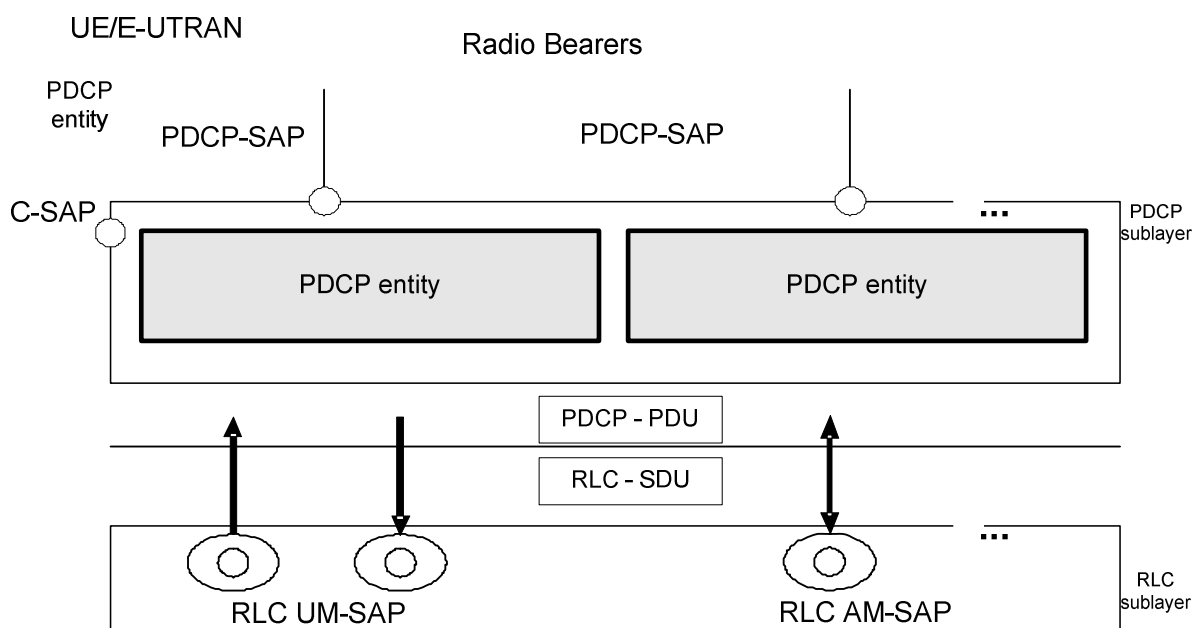 UE/E-UTRAN
Radio Bearers
PDCP
entity
PDCP-SAP
PDCP-SAP
C-SAP
...
PDCP
sublayer
PDCP entity
PDCP entity
PDCP - PDU
RLC - SDU
...
RLC UM-SAP
RLC AM-SAP
RLC
sublayer